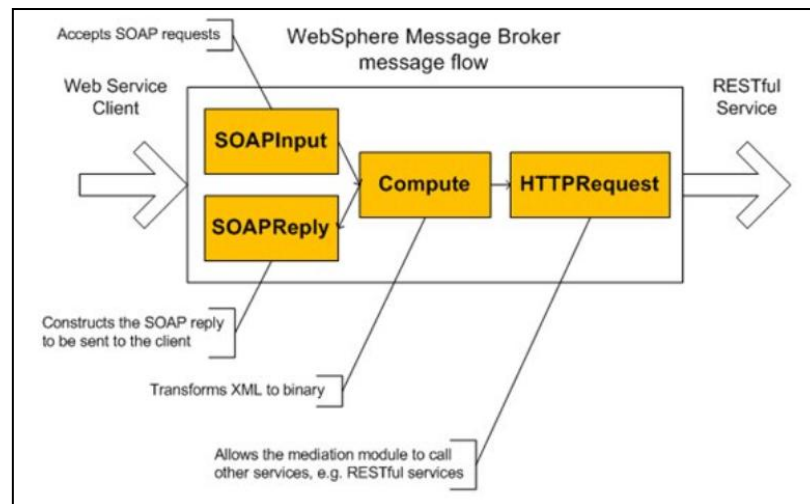 Accepts SOAP requests
WebSphere Message Broker
message flow
Web Service
Client
RESTful
Service
SOAPInput
Compute
HTTPRequest
SOAPReply
Constructs the SOAP reply
to be sent to the client
Transforms XML to binary
Allows the mediation module to call
other services, e.g. RESTful services